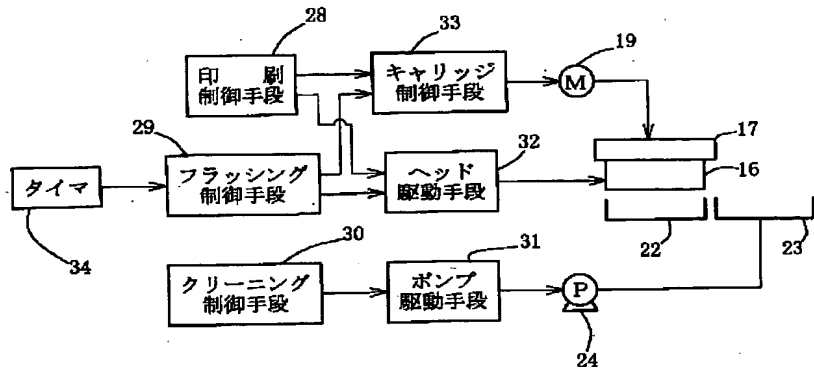 28
33
19
印　刷
制御手段
キャリッジ
制御手段
M
29
17
32
16
タイマ
フラッシング
制御手段
ヘッド
駆動手段
34
30
31
22
23
クリーニング
制御手段
ポンプ
駆動手段
P
24